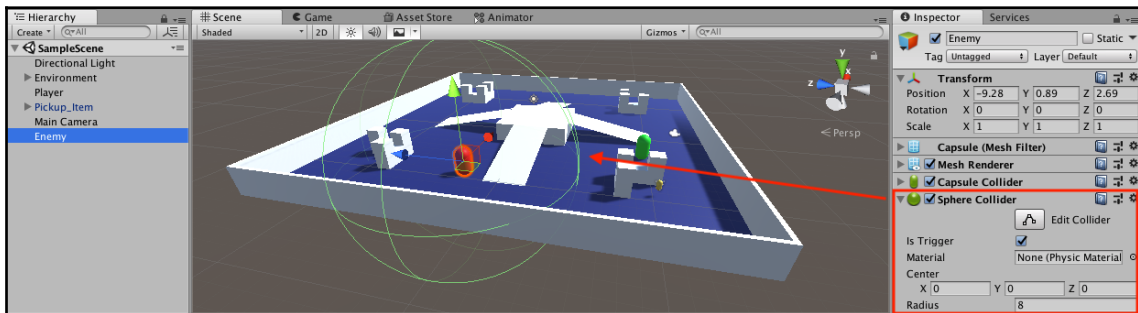 Hierarchy
Create
All
SampleScene
Directional Light
Environment
Player
Pickup_Item
Main Camera
Enemy
Scene
Game
Asset Store
Animator
Shaded
2D
Gizmos
All
y
x
z
Persp
Inspector
Services
Enemy
Static
Tag Untagged Layer Default
Transform
Position X -9.28 Y 0.89 Z 2.69
Rotation X 0 Y 0 Z 0
Scale X 1 Y 1 Z 1
Capsule (Mesh Filter)
Mesh Renderer
Capsule Collider
Sphere Collider
Edit Collider
Is Trigger
Material None (Physic Material
Center
X 0 Y 0 Z 0
Radius 8